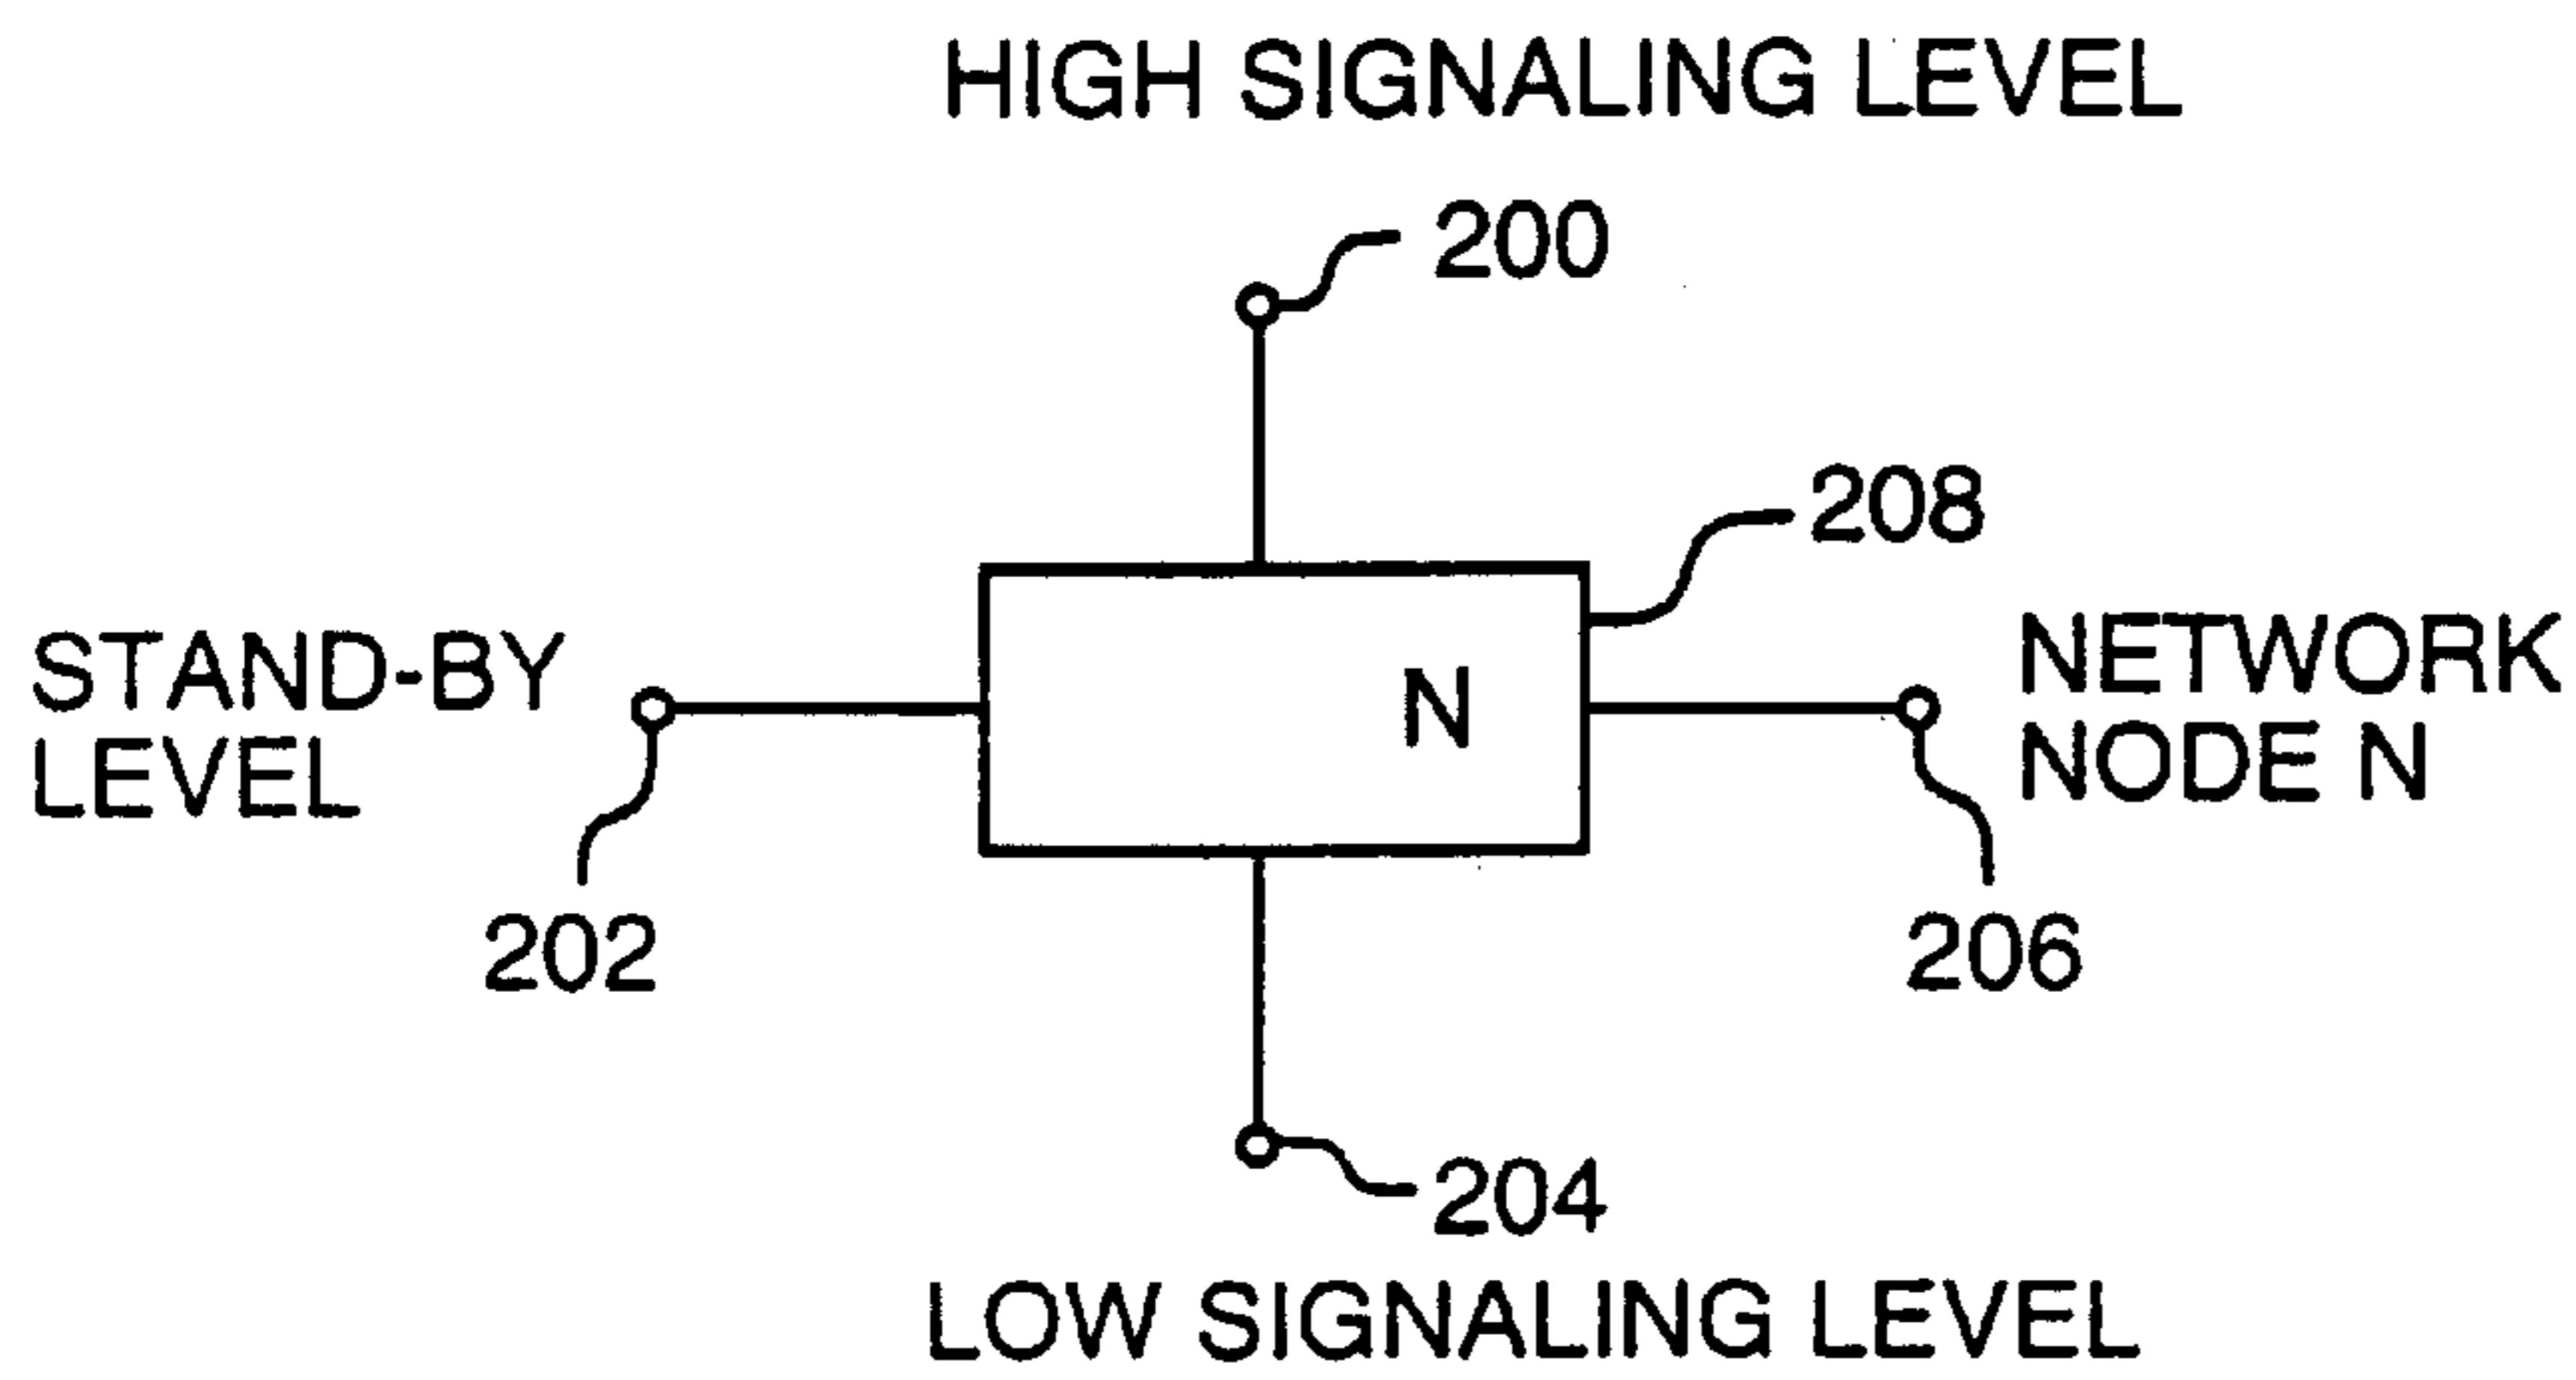 HIGH SIGNALING LEVEL
200
208
STAND-BY
LEVEL
N
NETWORK
NODE N
202
206
204
LOW SIGNALING LEVEL